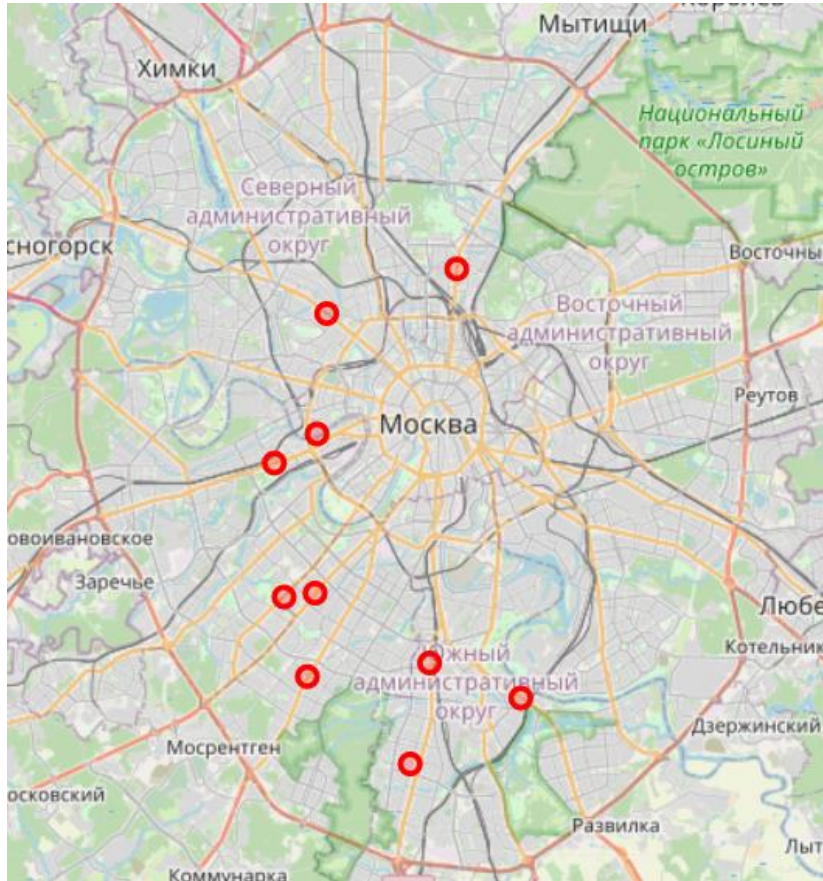 Мытищи
Химки
Национальный
парк «Лосиный
остров»
Северный
административный
округ
сногорск
Восточны
Восточный
административный
округ
Реутов
Москва
овоивановское
Заречье
Любе
Котельник
Южный
административный
округ
Дзержинский
Мосрентген
осковский
Развилка
Лыт
Коммунарка